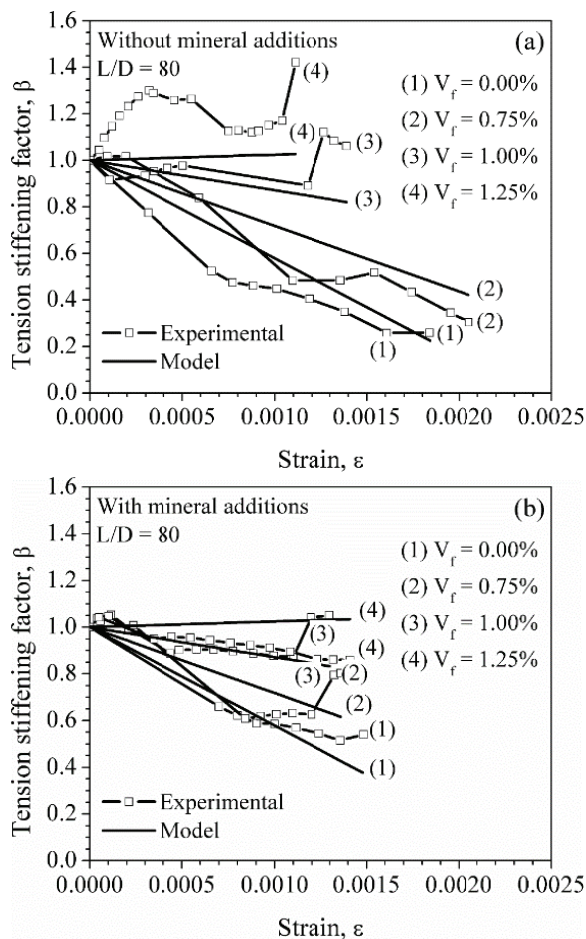 1.6
1.4
1.2
1.0
0.8
0.6
0.4
0.2
0.0
Tension stiffening factor, β
Without mineral additions
L/D = 80
(a)
(1) V_f = 0.00%
(2) V_f = 0.75%
(3) V_f = 1.00%
(4) V_f = 1.25%
(4)
(4)
(3)
(3)
(2)
(2)
(1)
(1)
Experimental
Model
0.0000 0.0005 0.0010 0.0015 0.0020 0.0025
Strain, ε
1.6
1.4
1.2
1.0
0.8
0.6
0.4
0.2
0.0
Tension stiffening factor, β
With mineral additions
L/D = 80
(b)
(1) V_f = 0.00%
(2) V_f = 0.75%
(3) V_f = 1.00%
(4) V_f = 1.25%
(4)
(3)
(4)
(3)
(2)
(2)
(1)
(1)
Experimental
Model
0.0000 0.0005 0.0010 0.0015 0.0020 0.0025
Strain, ε